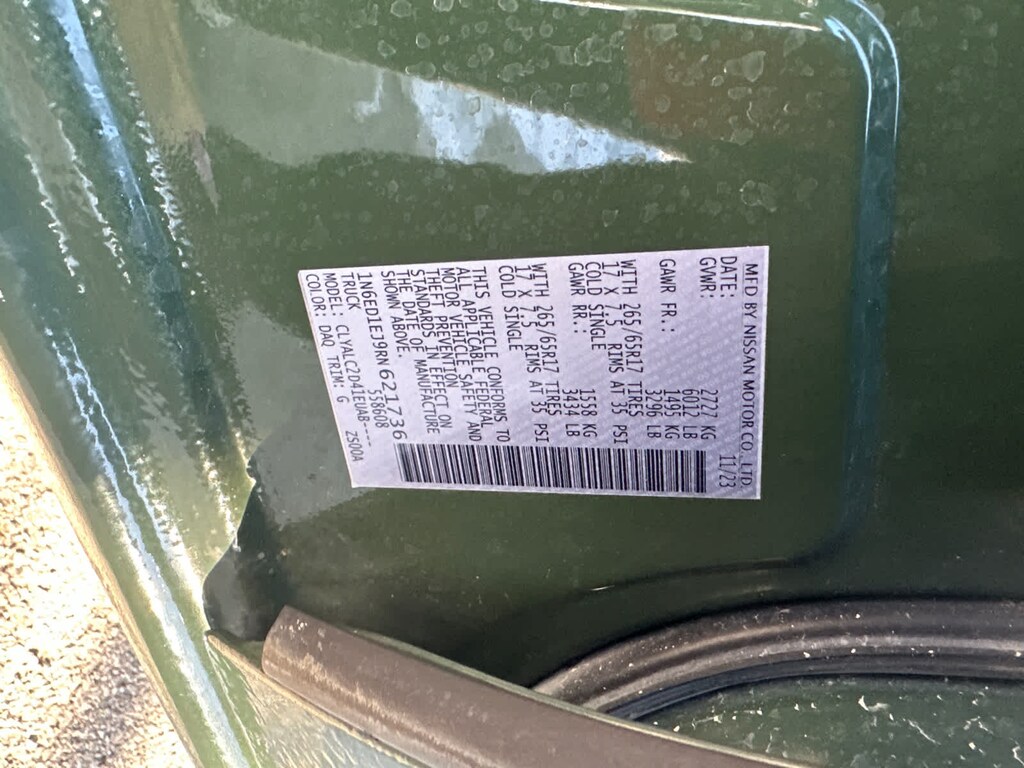 MFD BY NISSAN MOTOR CO., LTD.
DATE: 11/23
GVWR: 2727 KG
6012 LB
GAWR FR.: 1495 KG
3296 LB
WITH 265/65R17 TIRES
17 X 7.5 RIMS AT 35 PSI
COLD SINGLE
GAWR RR.: 1558 KG
3434 LB
WITH 265/65R17 TIRES
17 X 7.5 RIMS AT 35 PSI
COLD SINGLE
THIS VEHICLE CONFORMS TO
ALL APPLICABLE FEDERAL
MOTOR VEHICLE SAFETY AND
THEFT PREVENTION
STANDARDS IN EFFECT ON
THE DATE OF MANUFACTURE
SHOWN ABOVE.
1N6ED1EJ9RN621736
TRUCK 558608
MODEL: CLYALC2D41EUAB----
COLOR: DAQ TRIM: G ZS00A